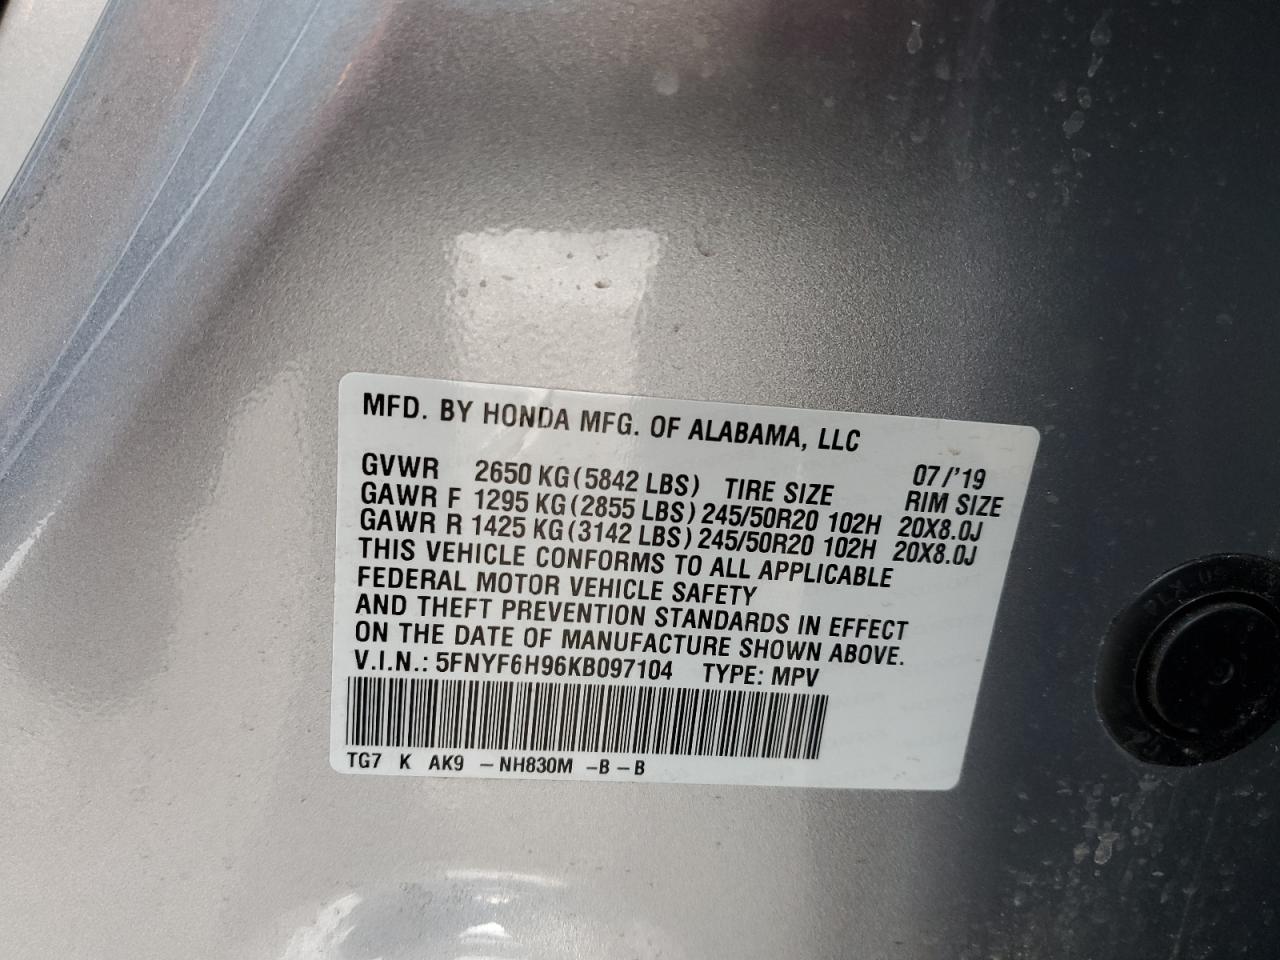 MFD. BY HONDA MFG. OF ALABAMA, LLC
07/'19
GVWR 2650 KG (5842 LBS) TIRE SIZE RIM SIZE
GAWR F 1295 KG (2855 LBS) 245/50R20 102H 20X8.0J
GAWR R 1425 KG (3142 LBS) 245/50R20 102H 20X8.0J
THIS VEHICLE CONFORMS TO ALL APPLICABLE
FEDERAL MOTOR VEHICLE SAFETY
AND THEFT PREVENTION STANDARDS IN EFFECT
ON THE DATE OF MANUFACTURE SHOWN ABOVE.
V.I.N.: 5FNYF6H96KB097104 TYPE: MPV
TG7 K AK9 -NH830M -B -B